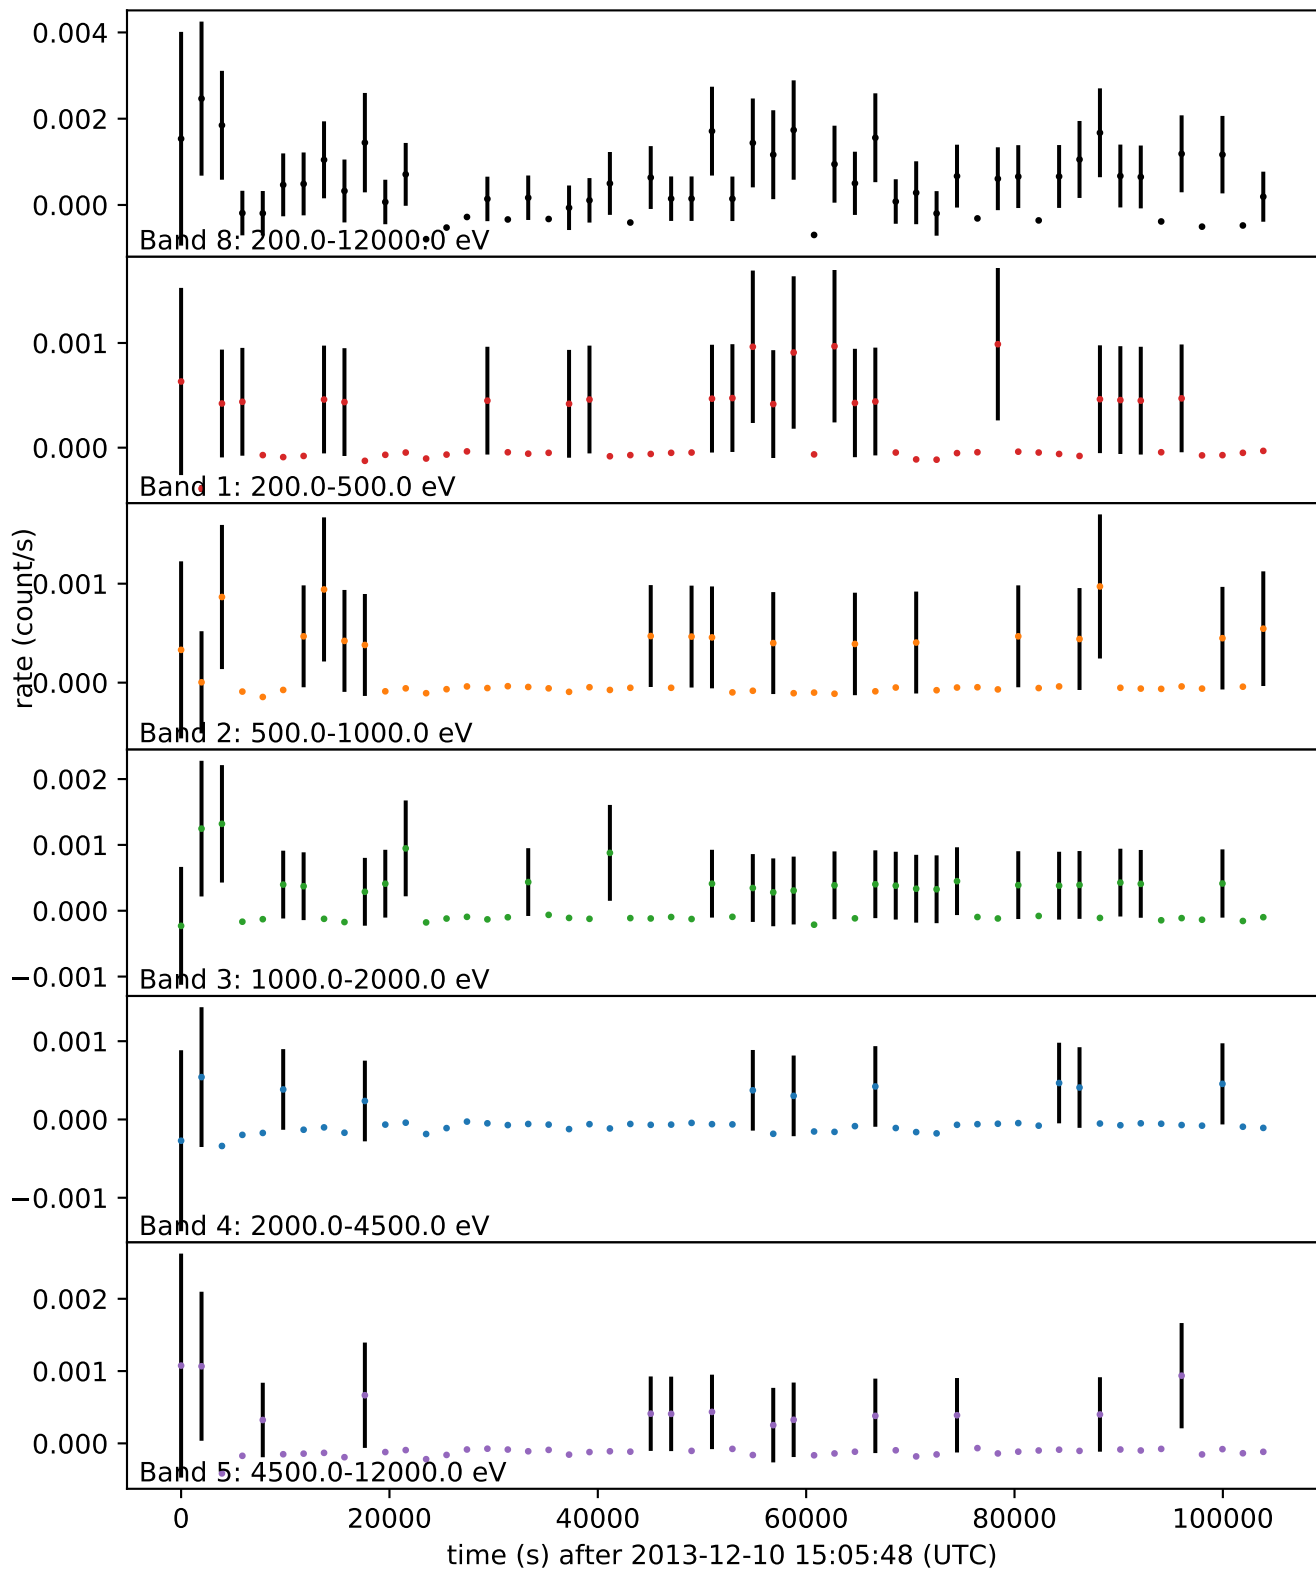 0.004
0.002
0.000
Band 8: 200.0-12000.0 eV
0.001
0.000
Band 1: 200.0-500.0 eV
0.001
0.000
Band 2: 500.0-1000.0 eV
rate (count/s)
0.002
0.001
0.000
−0.001
Band 3: 1000.0-2000.0 eV
0.001
0.000
−0.001
Band 4: 2000.0-4500.0 eV
0.002
0.001
0.000
Band 5: 4500.0-12000.0 eV
0 20000 40000 60000 80000 100000
time (s) after 2013-12-10 15:05:48 (UTC)